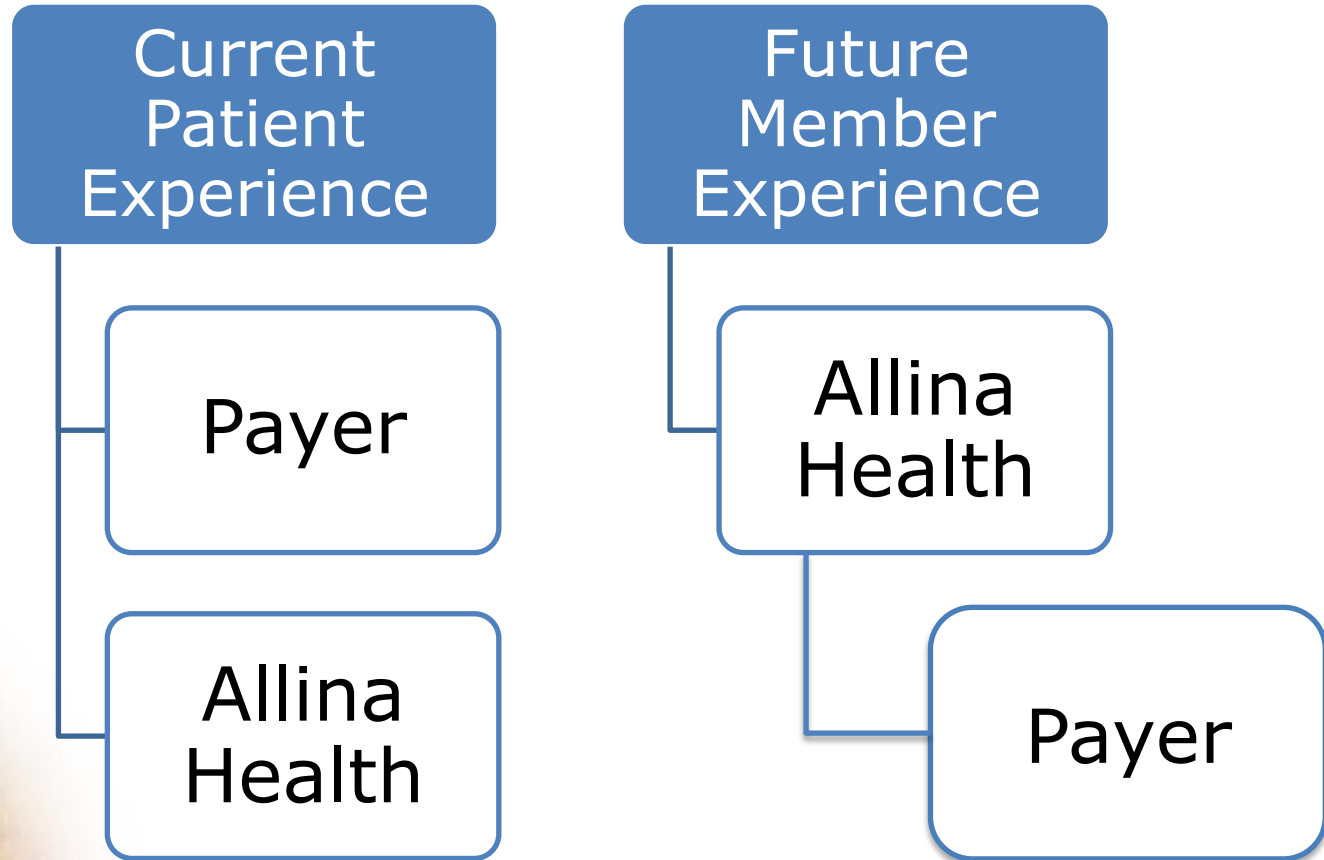 Current
Patient
Experience
Payer
Allina
Health
Future
Member
Experience
Allina
Health
Payer